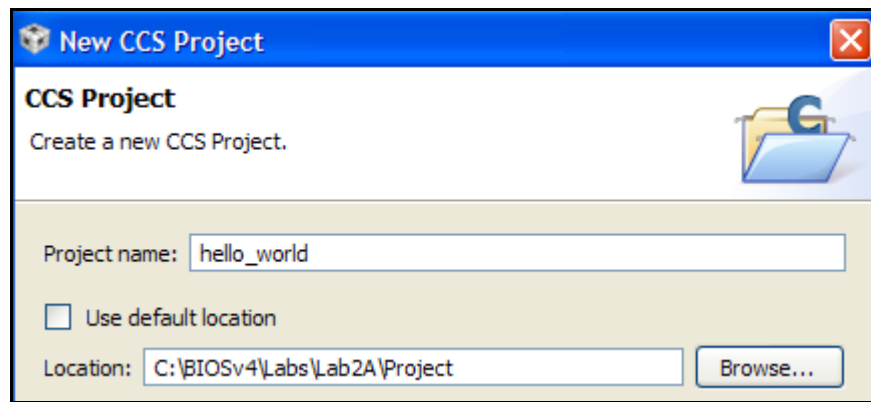 New CCS Project
CCS Project
Create a new CCS Project.
Project name: hello_world
Use default location
Location: C:\BIOSv4\Labs\Lab2A\Project Browse...